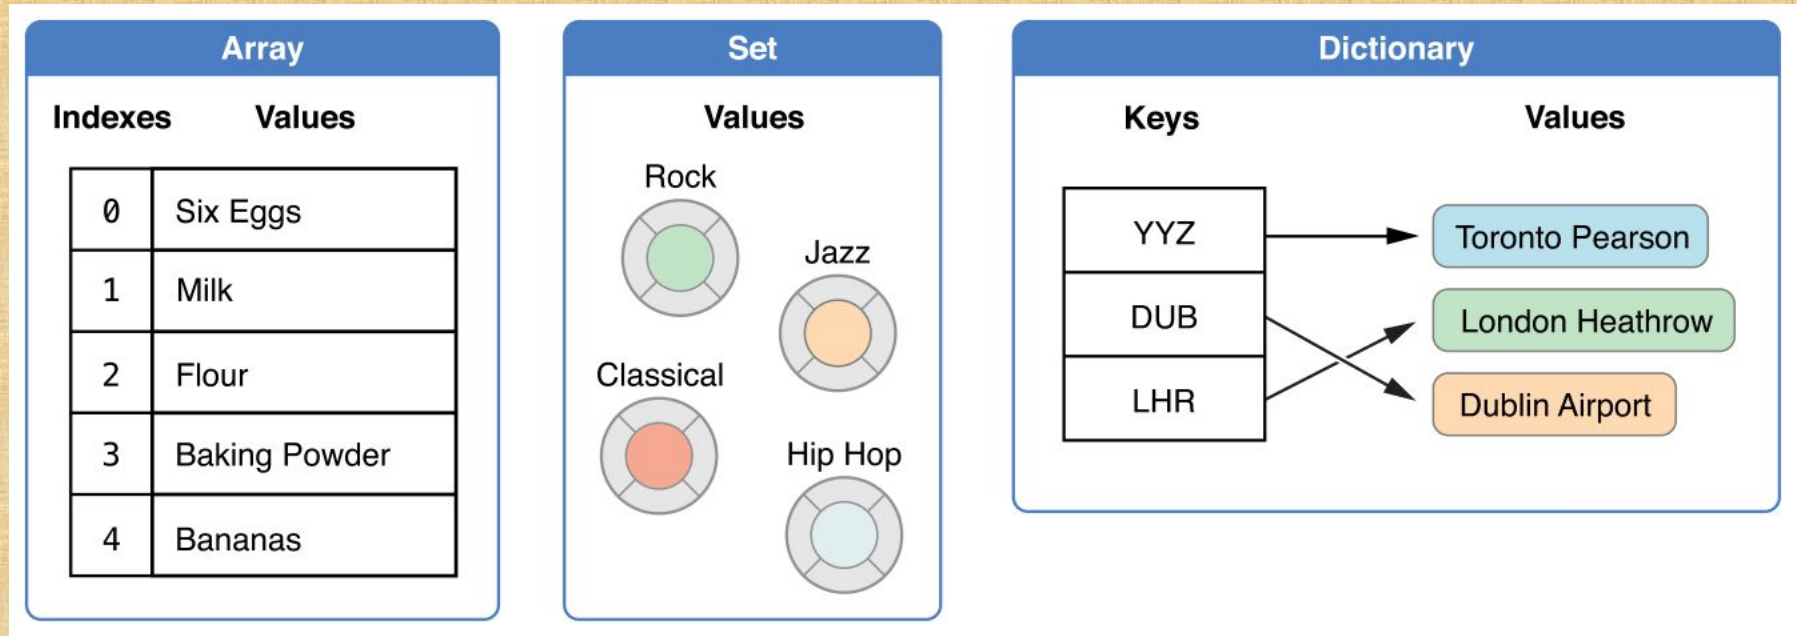 Array
Indexes Values
0 Six Eggs
1 Milk
2 Flour
3 Baking Powder
4 Bananas
Set
Values
Rock
Jazz
Classical
Hip Hop
Dictionary
Keys Values
YYZ Toronto Pearson
DUB London Heathrow
LHR Dublin Airport